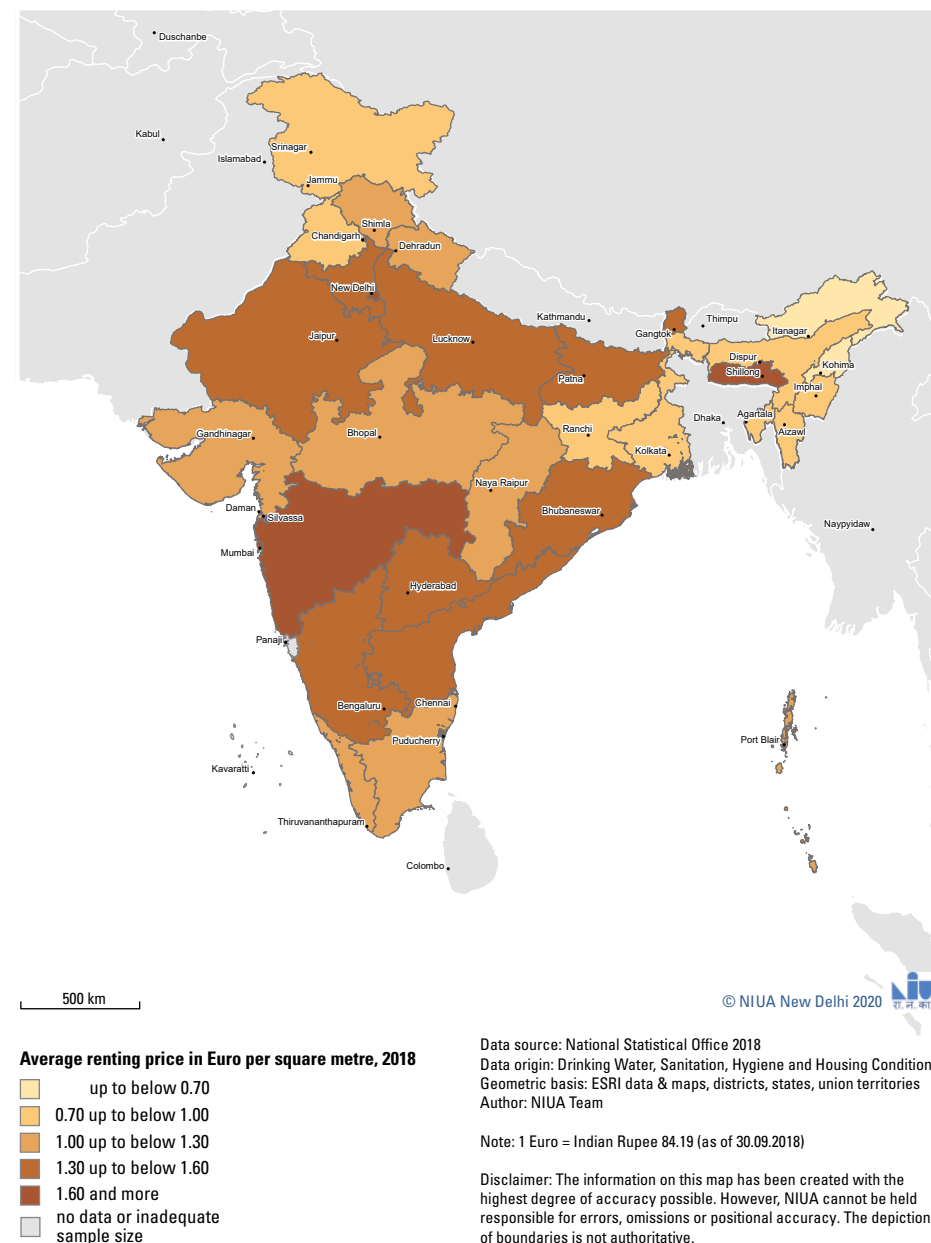 Duschanbe
Kabul
Srinagar
Islamabad
Jammu
Shimla
Chandigarh
Dehradun
New Delhi
Kathmandu
Thimpu
Gangtok
Itanagar
Jaipur
Lucknow
Dispur
Kohima
Shillong
Patna
Imphal
Dhaka
Agartala
Gandhinagar
Bhopal
Ranchi
Aizawl
Kolkata
Naya Raipur
Daman
Silvassa
Bhubaneswar
Naypyidaw
Mumbai
Hyderabad
Panaji
Bengaluru
Chennai
Puducherry
Port Blair
Kavaratti
Thiruvananthapuram
Colombo
500 km
© NIUA New Delhi 2020
Average renting price in Euro per square metre, 2018
up to below 0.70
0.70 up to below 1.00
1.00 up to below 1.30
1.30 up to below 1.60
1.60 and more
no data or inadequate
sample size
Data source: National Statistical Office 2018
Data origin: Drinking Water, Sanitation, Hygiene and Housing Condition
Geometric basis: ESRI data & maps, districts, states, union territories
Author: NIUA Team
Note: 1 Euro = Indian Rupee 84.19 (as of 30.09.2018)
Disclaimer: The information on this map has been created with the
highest degree of accuracy possible. However, NIUA cannot be held
responsible for errors, omissions or positional accuracy. The depiction
of boundaries is not authoritative.